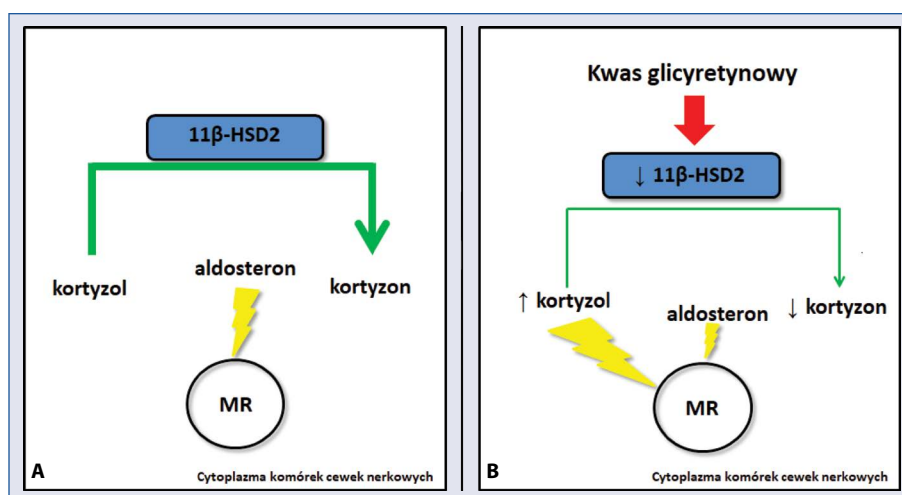 11β-HSD2
kortyzol
aldosteron
kortyzon
MR
A
Cytoplazma komórek cewek nerkowych
Kwas glicyretynowy
↓ 11β-HSD2
↑ kortyzol
aldosteron
↓ kortyzon
MR
B
Cytoplazma komórek cewek nerkowych